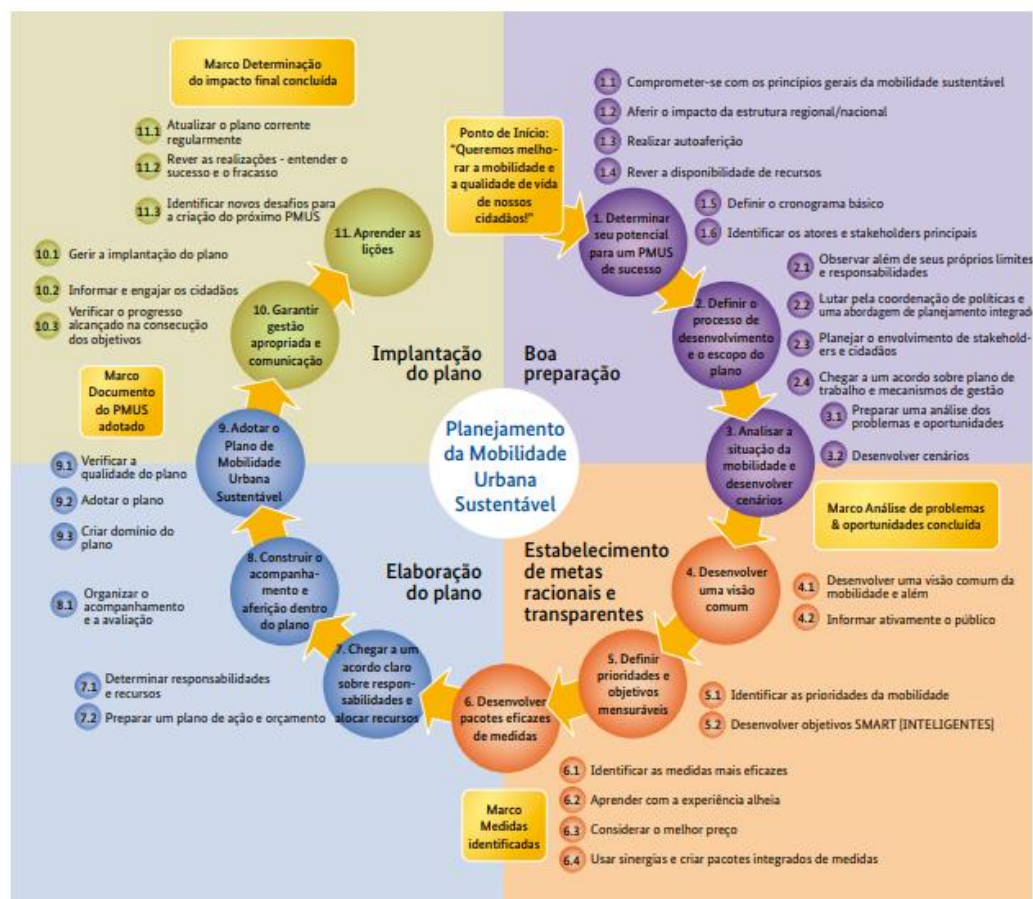 Marco Determinação
do impacto final concluída
11.1 Atualizar o plano corrente
regularmente
11.2 Rever as realizações - entender o
sucesso e o fracasso
11.3 Identificar novos desafios para
a criação do próximo PMUS
11. Aprender as
lições
10.1 Gerir a implantação do plano
10.2 Informar e engajar os cidadãos
10.3 Verificar o progresso
alcançado na consecução
dos objetivos
10. Garantir
gestão
apropriada e
comunicação
Implantação
do plano
Ponto de Início:
"Queremos melho-
rar a mobilidade e
a qualidade de vida
de nossos
cidadãos!"
1.1 Comprometer-se com os princípios gerais da mobilidade sustentável
1.2 Aferir o impacto da estrutura regional/nacional
1.3 Realizar autoaferição
1.4 Rever a disponibilidade de recursos
1.5 Definir o cronograma básico
1.6 Identificar os atores e stakeholders principais
1. Determinar
seu potencial
para um PMUS
de sucesso
2.1 Observar além de seus próprios limites
e responsabilidades
2.2 Lutar pela coordenação de políticas e
uma abordagem de planejamento integrad
2.3 Planejar o envolvimento de stakehold-
ers e cidadãos
2.4 Chegar a um acordo sobre plano de
trabalho e mecanismos de gestão
2. Definir o
processo de
desenvolvimento
e o escopo do
plano
Boa
preparação
3.1 Preparar uma análise dos
problemas e oportunidades
3.2 Desenvolver cenários
3. Analisar a
situação da
mobilidade e
desenvolver
cenários
Marco Análise de problemas
& oportunidades concluída
Planejamento
da Mobilidade
Urbana
Sustentável
Estabelecimento
de metas
racionais e
transparentes
4. Desenvolver
uma visão
comum
4.1 Desenvolver uma visão comum da
mobilidade e além
4.2 Informar ativamente o público
5. Definir
prioridades e
objetivos
mensuráveis
5.1 Identificar as prioridades da mobilidade
5.2 Desenvolver objetivos SMART [INTELIGENTES]
6. Desenvolver
pacotes eficazes
de medidas
6.1 Identificar as medidas mais eficazes
6.2 Aprender com a experiência alheia
6.3 Considerar o melhor preço
6.4 Usar sinergias e criar pacotes integrados de medidas
Marco
Medidas
identificadas
Elaboração
do plano
7. Chegar a um
acordo claro
sobre respon-
sabilidades e
alocar recursos
7.1 Determinar responsabilidades
e recursos
7.2 Preparar um plano de ação e orçamento
8. Construir o
acompanha-
mento e
aferição dentro
do plano
8.1 Organizar o
acompanhamento
e a avaliação
9. Adotar o
Plano de
Mobilidade
Urbana
Sustentável
9.1 Verificar a
qualidade do plano
9.2 Adotar o plano
9.3 Criar domínio do
plano
Marco
Documento
do PMUS
adotado